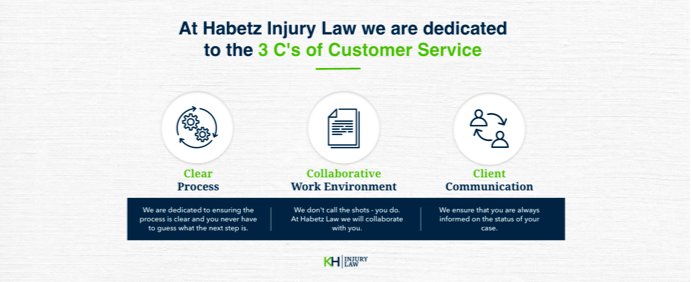 At Habetz Injury Law we are dedicated
to the 3 C's of Customer Service
Clear
Process
We are dedicated to ensuring the
process is clear and you never have
to guess what the next step is.
Collaborative
Work Environment
We don't call the shots - you do.
At Habetz Law we will collaborate
with you.
Client
Communication
We ensure that you are always
informed on the status of your
case.
KH INJURY
LAW